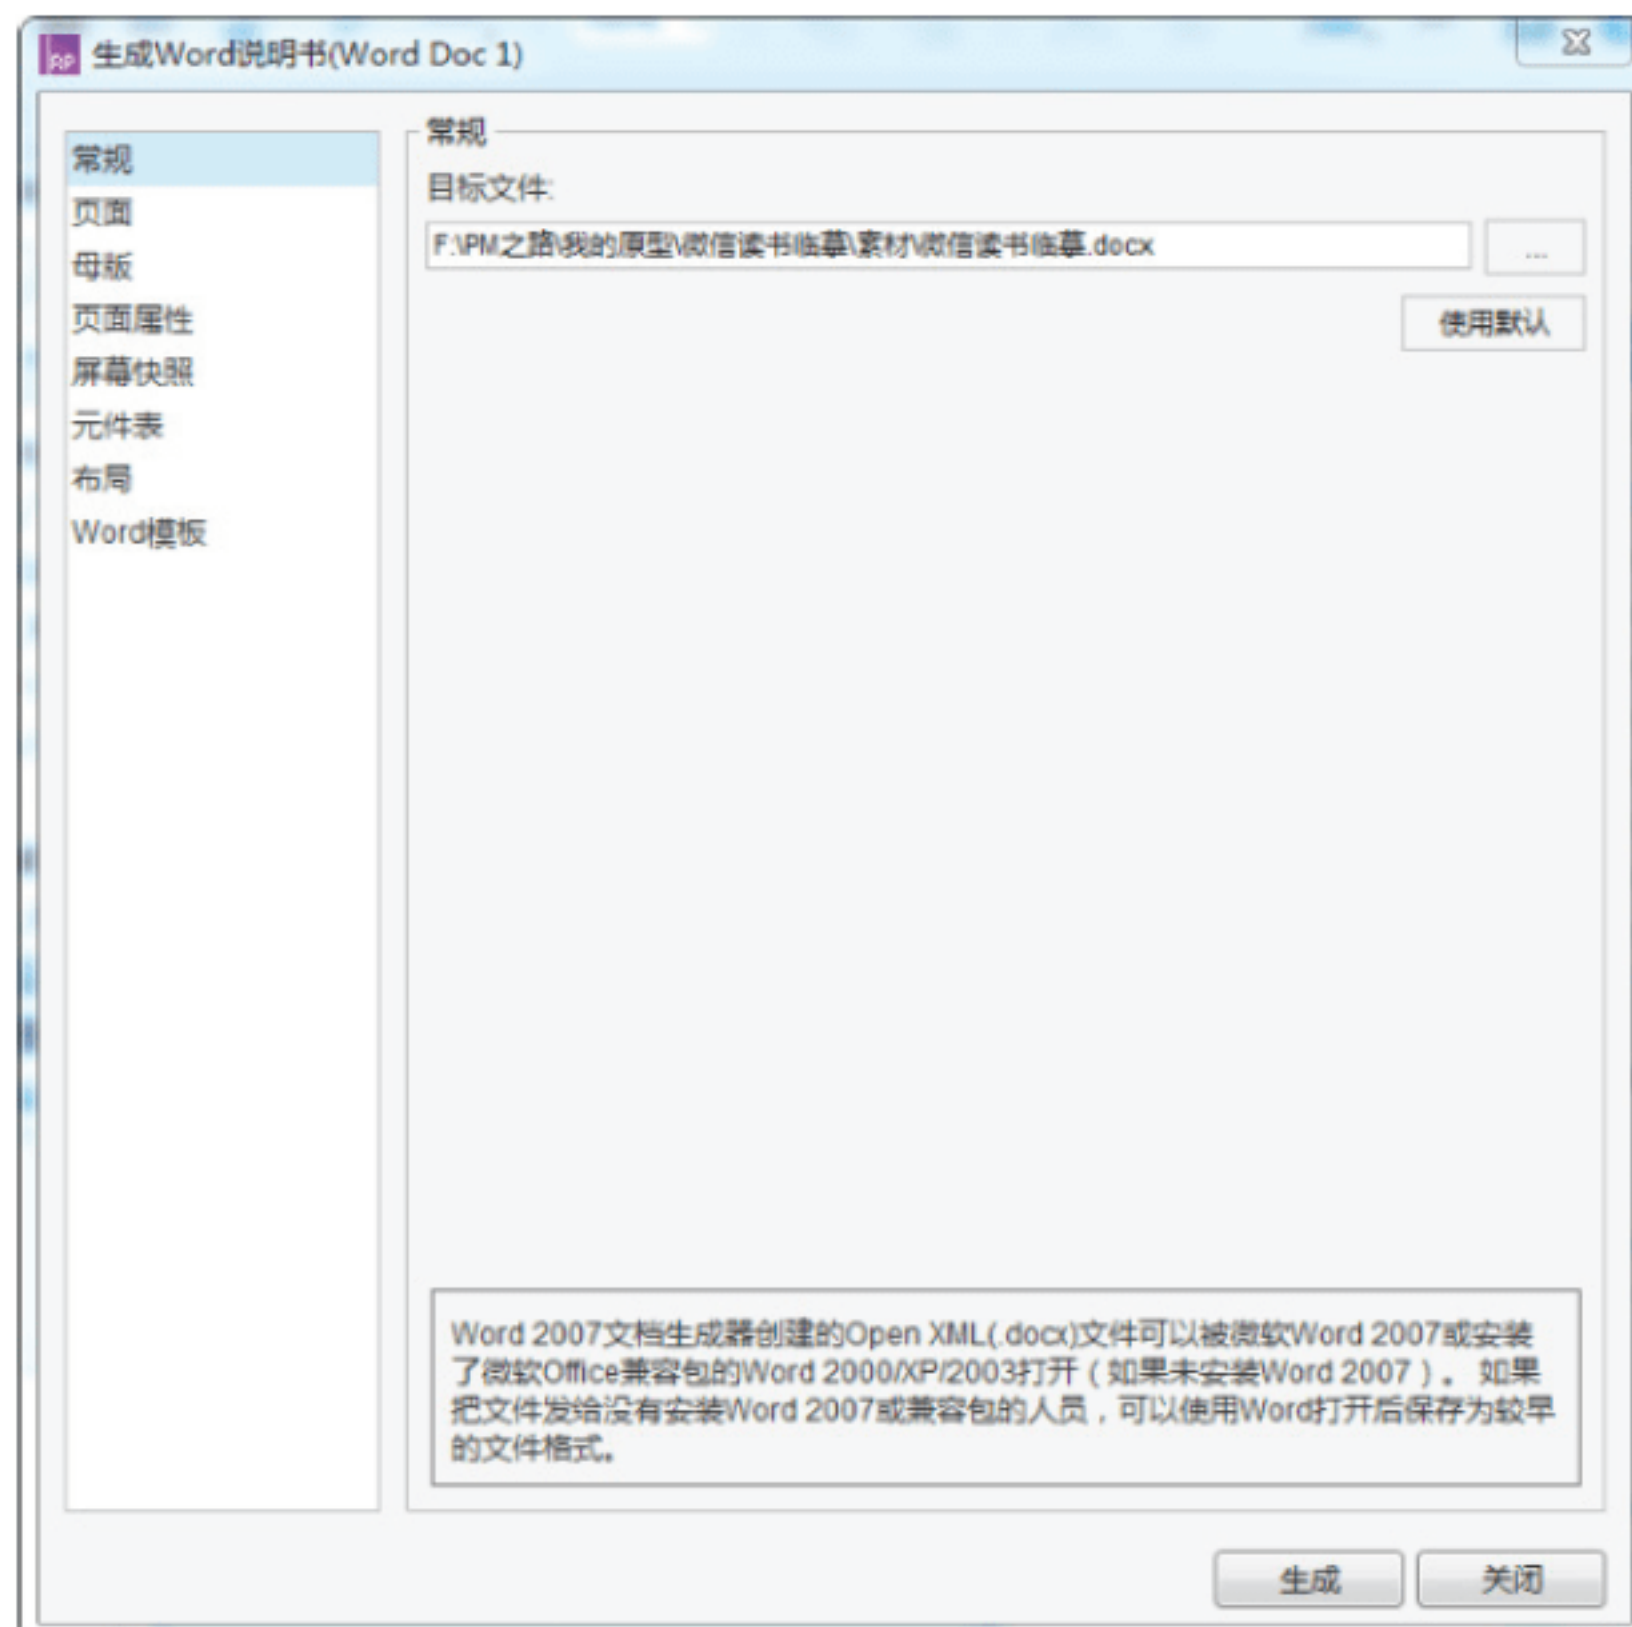 RP 生成Word说明书(Word Doc 1)
常规
页面
母版
页面属性
屏幕快照
元件表
布局
Word模板
常规
目标文件:
F:\PM之路\我的原型\微信读书临摹\素材\微信读书临摹.docx
...
使用默认
Word 2007文档生成器创建的Open XML(.docx)文件可以被微软Word 2007或安装
了微软Office兼容包的Word 2000/XP/2003打开（如果未安装Word 2007）。 如果
把文件发给没有安装Word 2007或兼容包的人员，可以使用Word打开后保存为较早
的文件格式。
生成
关闭